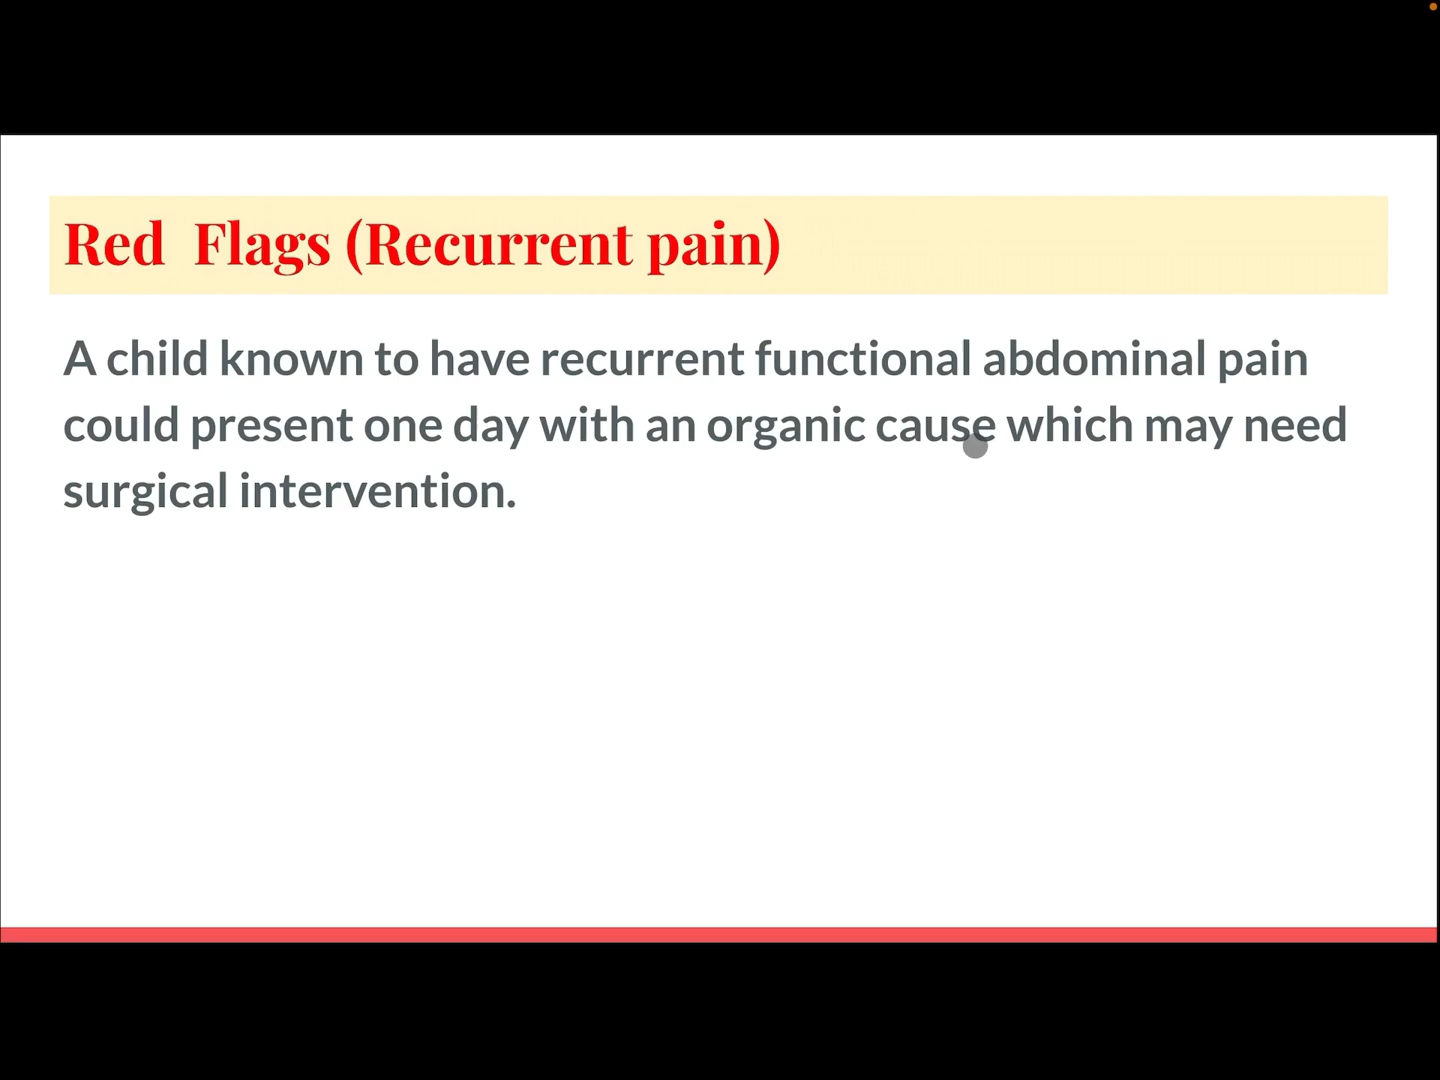 Red Flags (Recurrent pain)
A child known to have recurrent functional abdominal pain
could present one day with an organic cause which may need
surgical intervention.